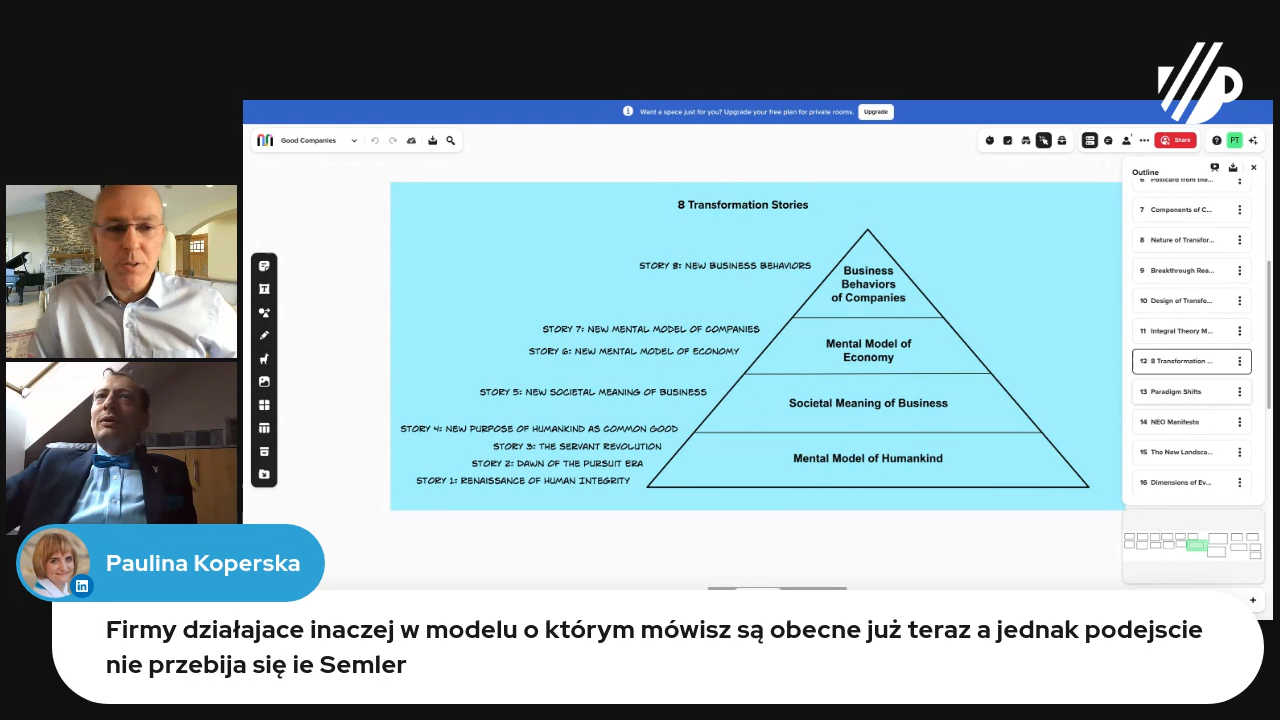 Want a space just for you? Upgrade your free plan for private rooms.
Upgrade
Good Companies
Share
PT
Outline
6 Postcard from the...
7 Components of C...
8 Nature of Transfor...
9 Breakthrough Rea...
10 Design of Transfo...
11 Integral Theory M...
12 8 Transformation ...
13 Paradigm Shifts
14 NEO Manifesto
15 The New Landsca...
16 Dimensions of Ev...
8 Transformation Stories
STORY 8: NEW BUSINESS BEHAVIORS
Business
Behaviors
of Companies
STORY 7: NEW MENTAL MODEL OF COMPANIES
STORY 6: NEW MENTAL MODEL OF ECONOMY
Mental Model of
Economy
STORY 5: NEW SOCIETAL MEANING OF BUSINESS
Societal Meaning of Business
STORY 4: NEW PURPOSE OF HUMANKIND AS COMMON GOOD
STORY 3: THE SERVANT REVOLUTION
STORY 2: DAWN OF THE PURSUIT ERA
STORY 1: RENAISSANCE OF HUMAN INTEGRITY
Mental Model of Humankind
Paulina Koperska
in
Firmy działajace inaczej w modelu o którym mówisz są obecne już teraz a jednak podejscie
nie przebija się ie Semler